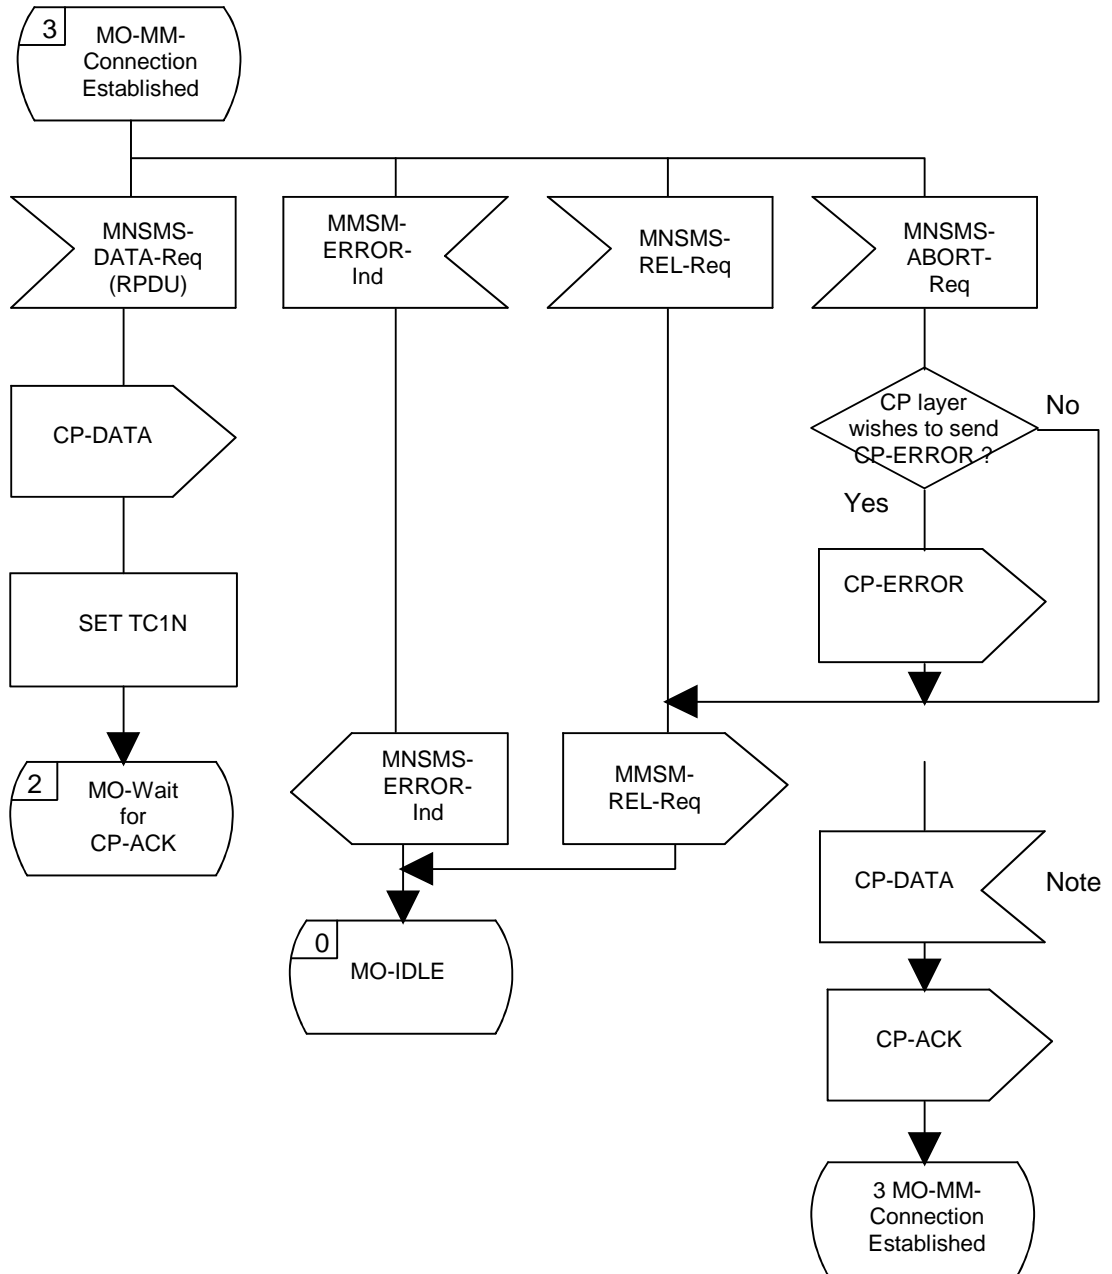 3
MO-MM-
Connection
Established
MNSMS-
DATA-Req
(RPDU)
MMSM-
ERROR-
Ind
MNSMS-
REL-Req
MNSMS-
ABORT-
Req
CP-DATA
CP layer
wishes to send
CP-ERROR ?
No
Yes
SET TC1N
CP-ERROR
2
MO-Wait
for
CP-ACK
MNSMS-
ERROR-
Ind
MMSM-
REL-Req
CP-DATA
Note
0
MO-IDLE
CP-ACK
3 MO-MM-
Connection
Established